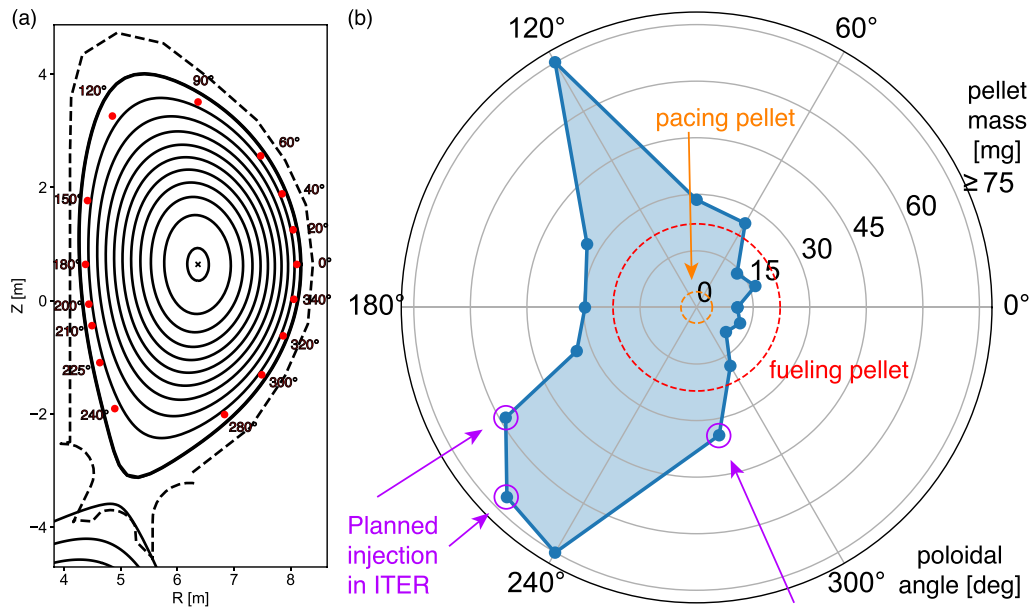 (a)
4
2
0
−2
−4
Z [m]
4
5
6
7
8
R [m]
90°
120°
60°
40°
150°
20°
180°
0°
200°
340°
210°
320°
225°
300°
240°
280°
(b)
120°
60°
pacing pellet
pellet
mass
[mg]
≥ 75
60
45
30
15
0
180°
0°
fueling pellet
Planned
injection
in ITER
240°
300°
poloidal
angle [deg]